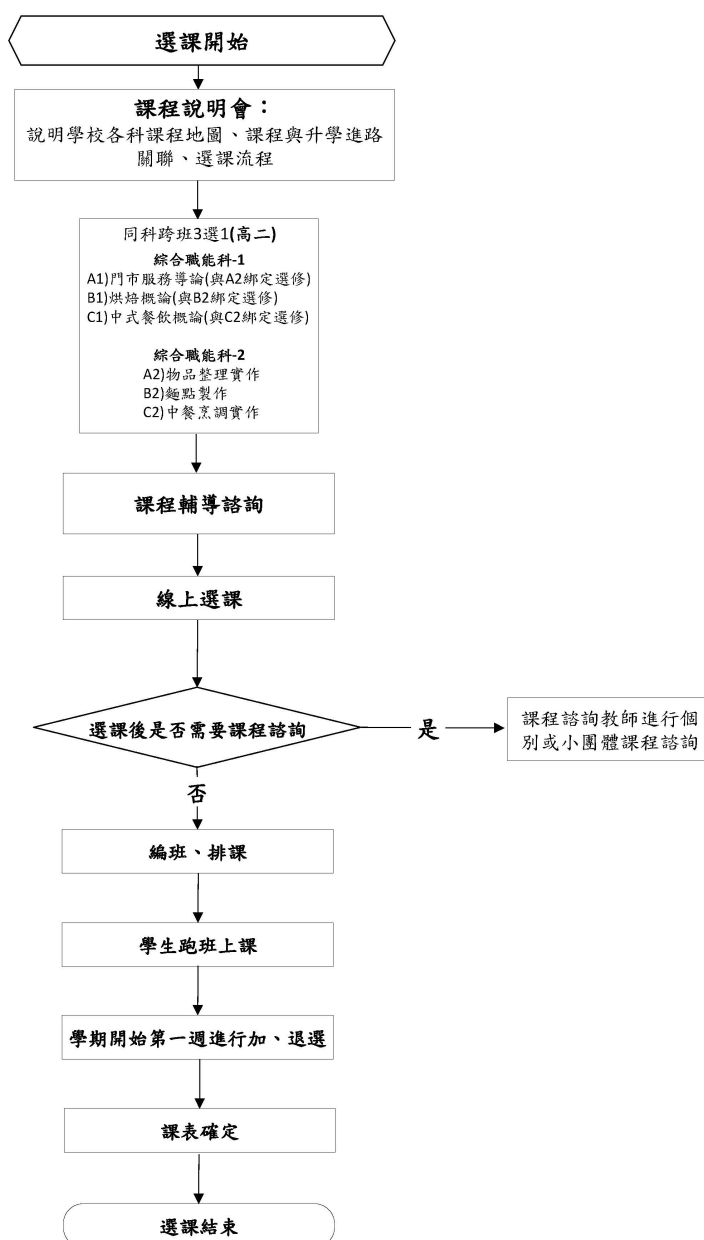 選課開始
課程說明會：
說明學校各科課程地圖、課程與升學進路
關聯、選課流程
同科跨班3選1(高二)
綜合職能科-1
A1)門市服務導論(與A2綁定選修)
B1)烘焙概論(與B2綁定選修)
C1)中式餐飲概論(與C2綁定選修)
綜合職能科-2
A2)物品整理實作
B2)麵點製作
C2)中餐烹調實作
課程輔導諮詢
線上選課
選課後是否需要課程諮詢
是
課程諮詢教師進行個
別或小團體課程諮詢
否
編班、排課
學生跑班上課
學期開始第一週進行加、退選
課表確定
選課結束